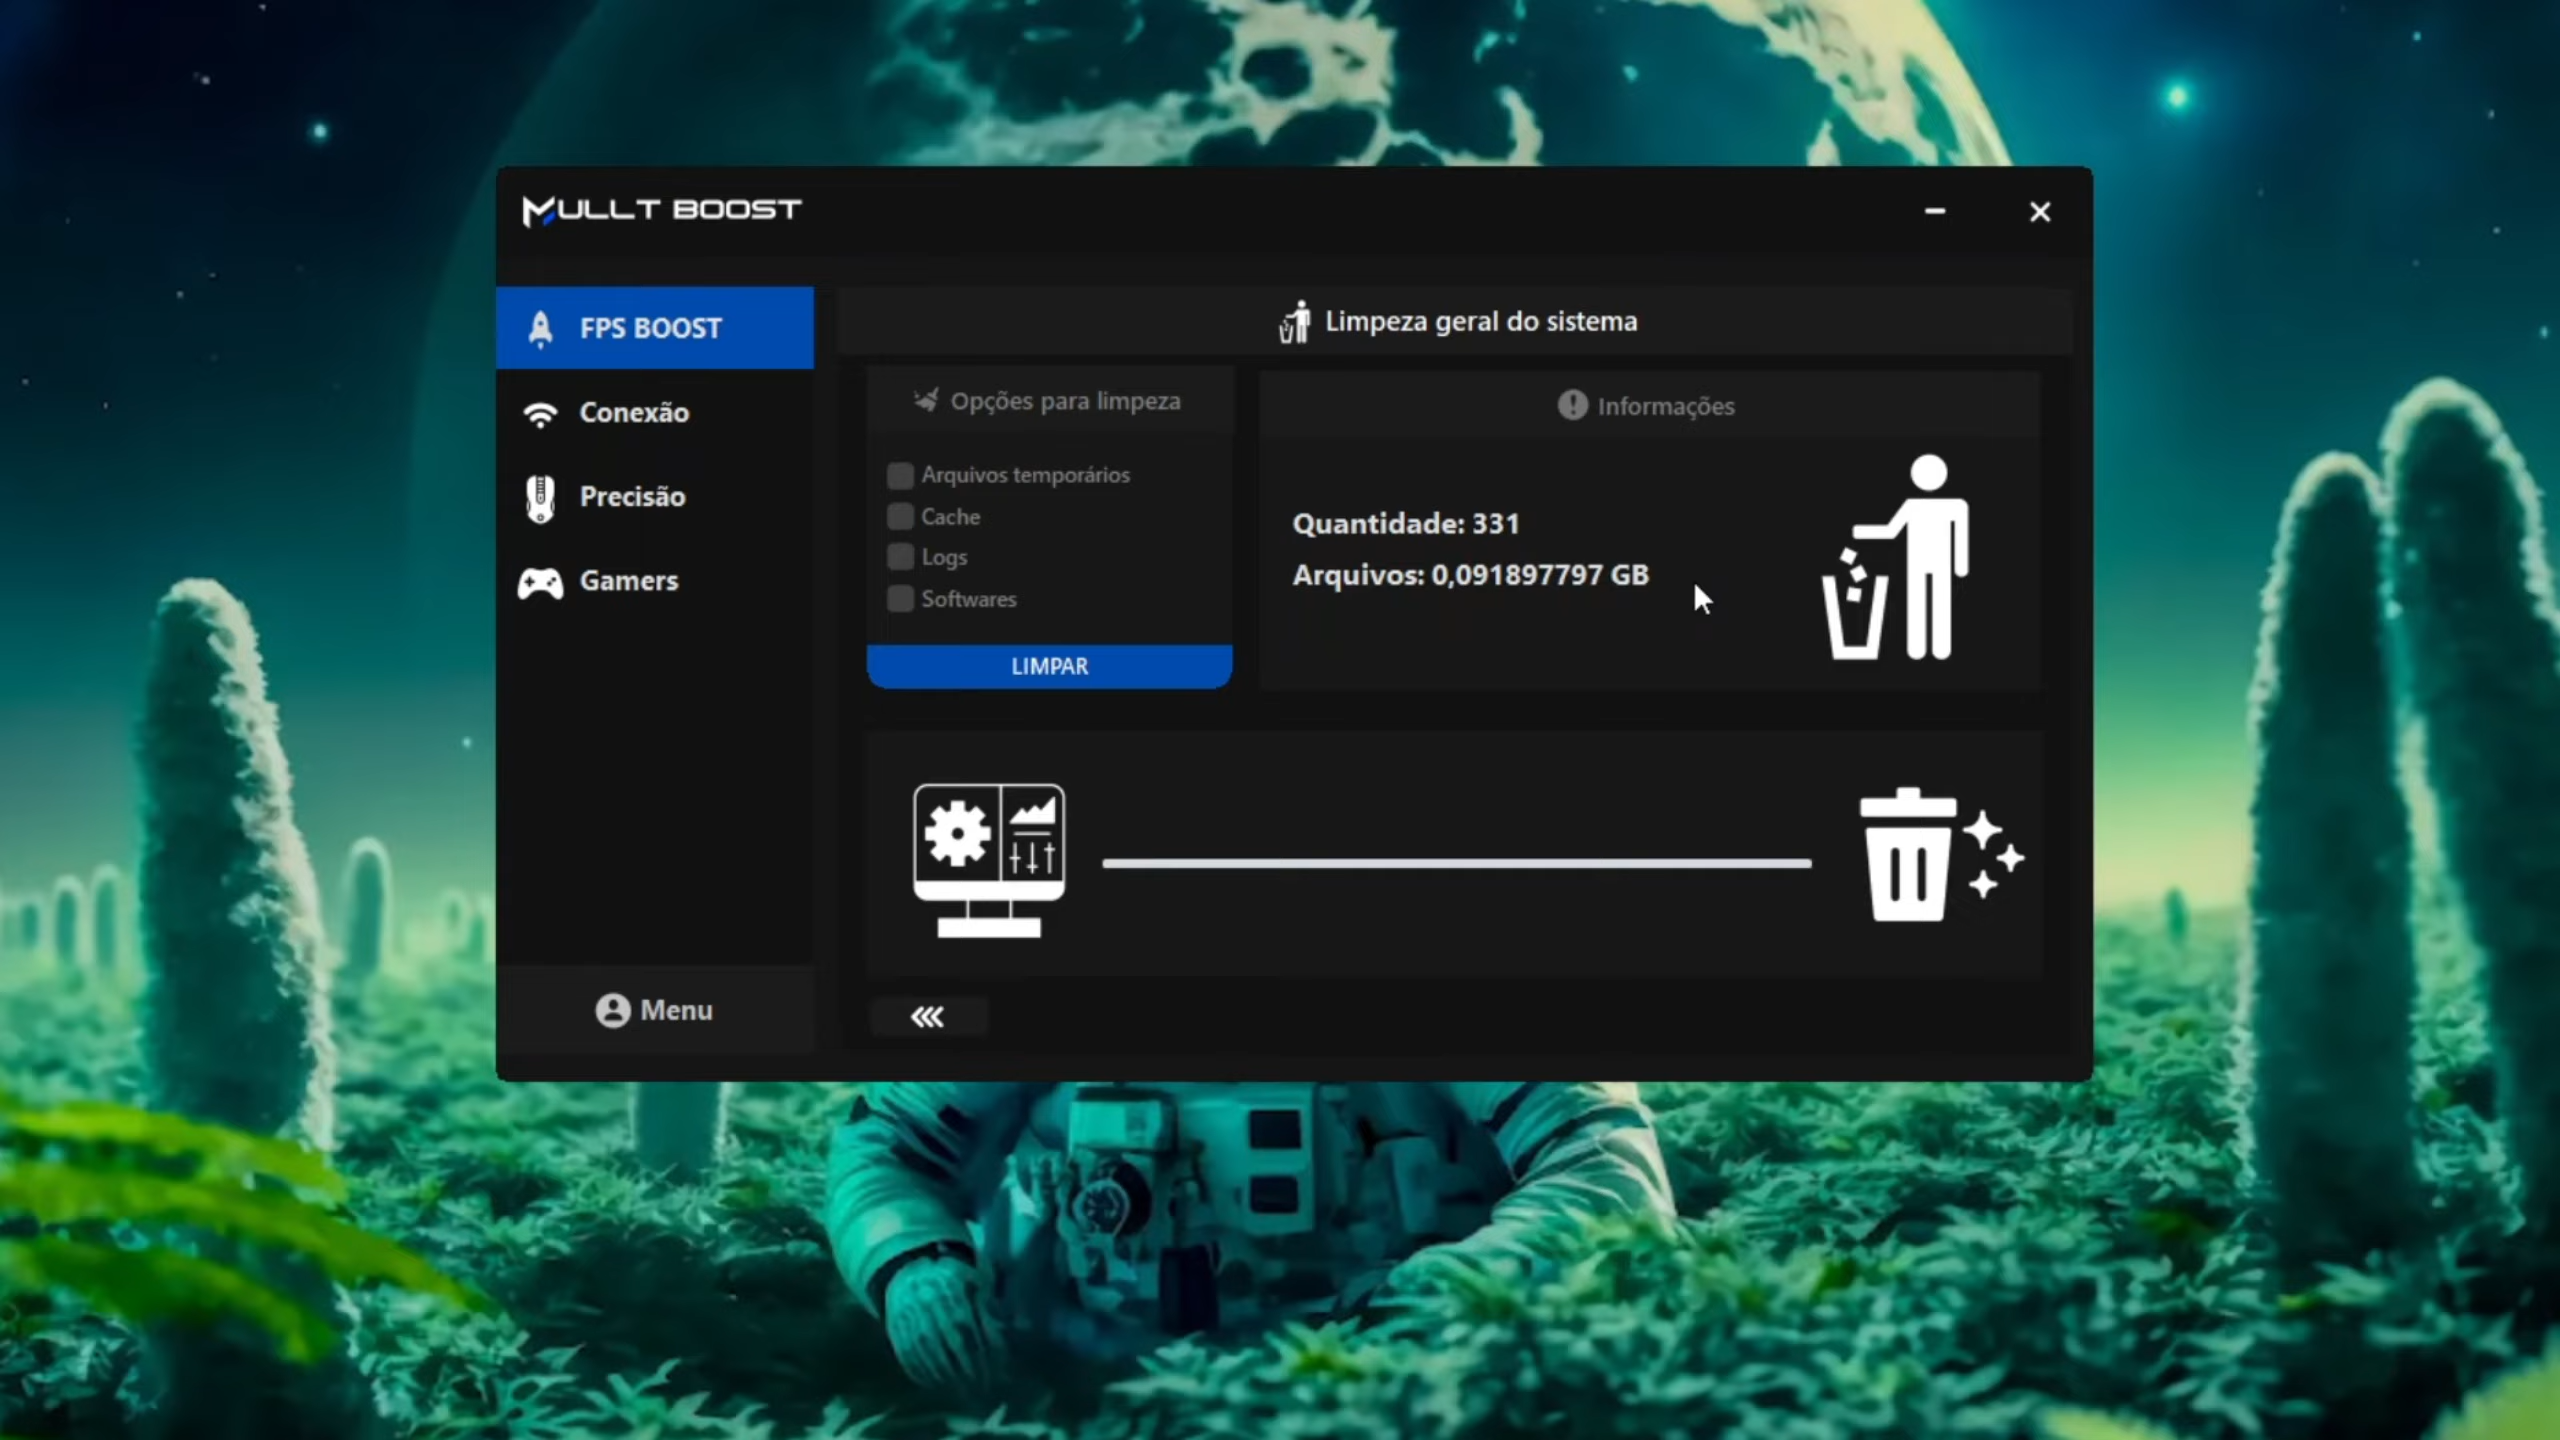 MULLT BOOST
FPS BOOST
Conexão
Precisão
Gamers
Menu
Limpeza geral do sistema
Opções para limpeza
Arquivos temporários
Cache
Logs
Softwares
LIMPAR
Informações
Quantidade: 331
Arquivos: 0,091897797 GB